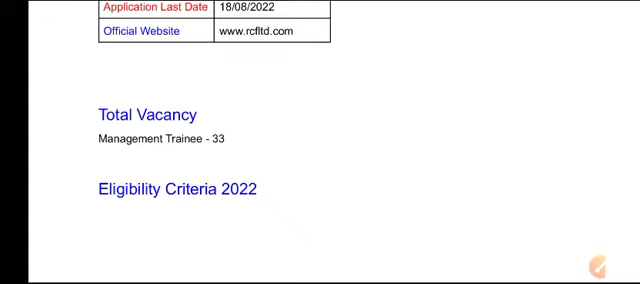 Application Last Date 18/08/2022
Official Website www.rcfltd.com
Total Vacancy
Management Trainee - 33
Eligibility Criteria 2022